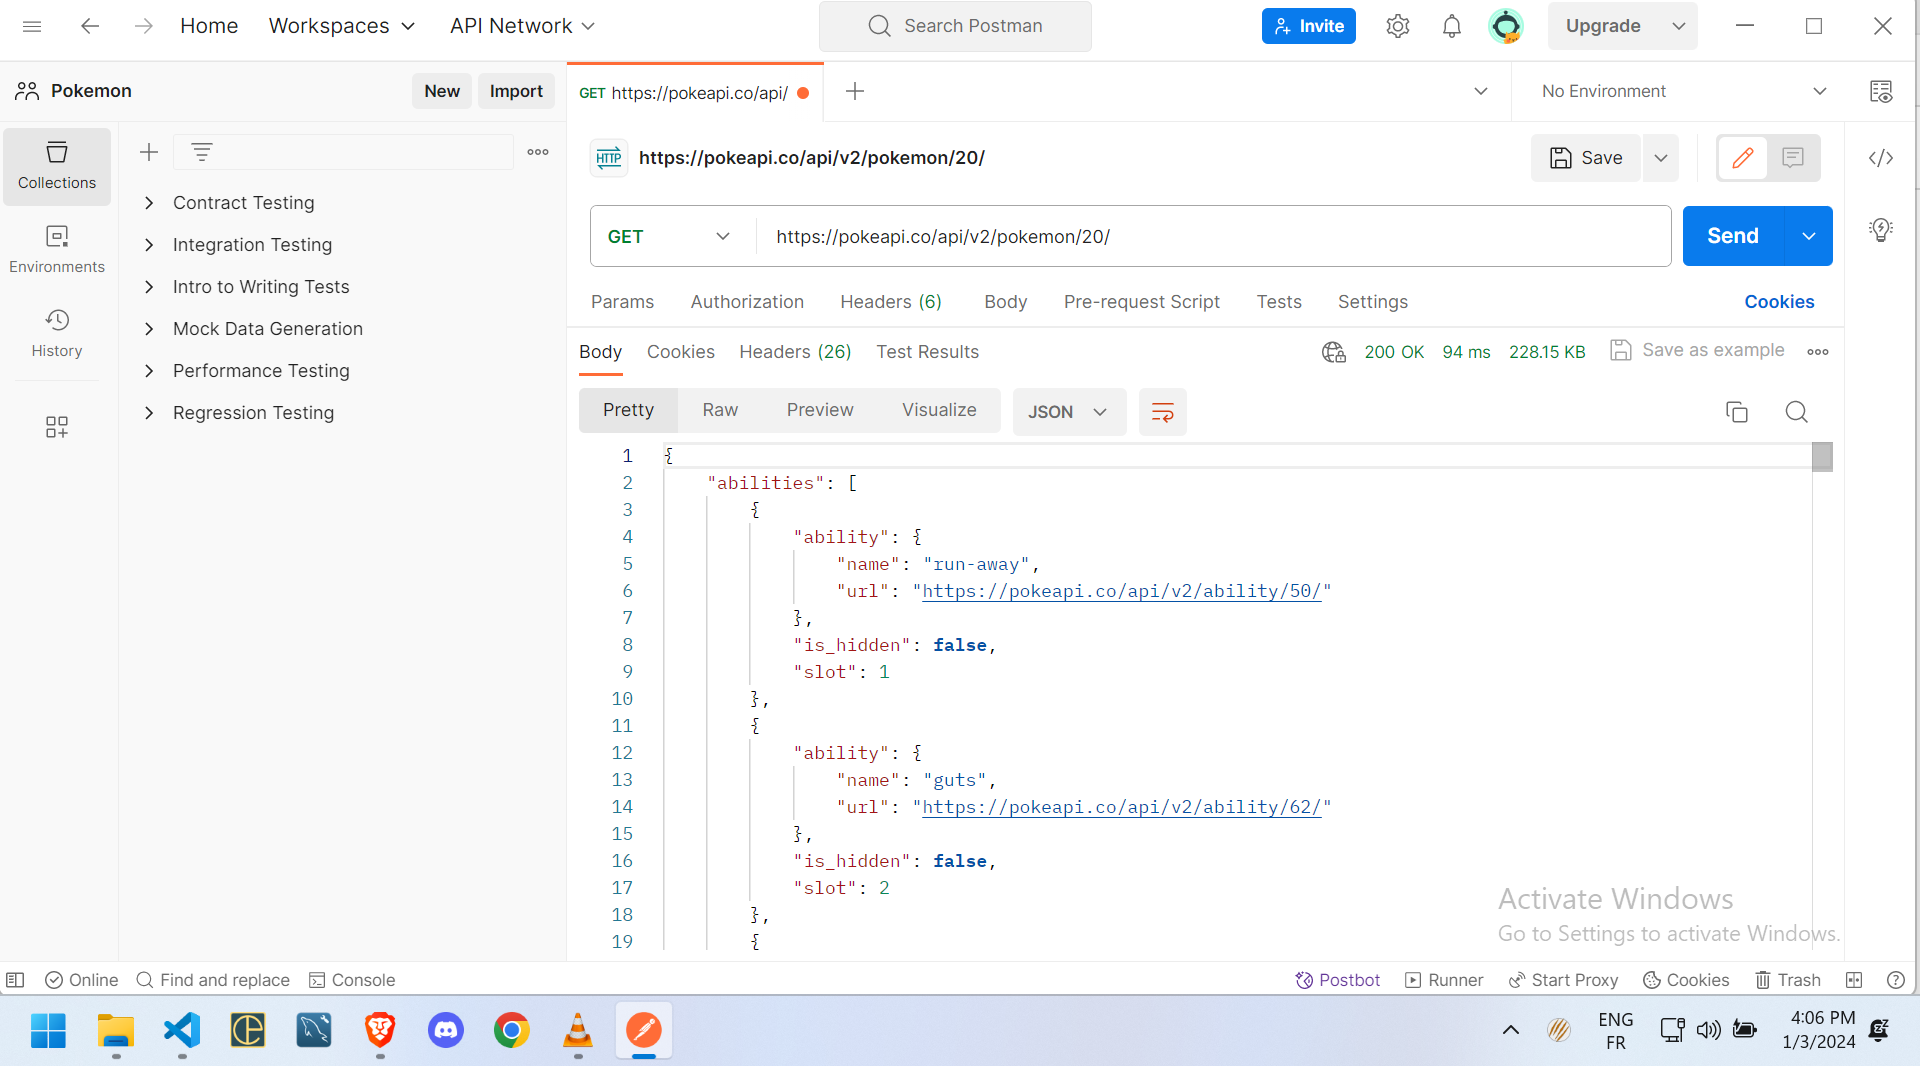 Home Workspaces API Network Search Postman Invite Upgrade
Pokemon New Import GET https://pokeapi.co/api/ No Environment
Collections
Environments
History
Contract Testing
Integration Testing
Intro to Writing Tests
Mock Data Generation
Performance Testing
Regression Testing
HTTP https://pokeapi.co/api/v2/pokemon/20/ Save
GET https://pokeapi.co/api/v2/pokemon/20/ Send
Params Authorization Headers (6) Body Pre-request Script Tests Settings Cookies
Body Cookies Headers (26) Test Results 200 OK 94 ms 228.15 KB Save as example
Pretty Raw Preview Visualize JSON
1 {
2 "abilities": [
3 {
4 "ability": {
5 "name": "run-away",
6 "url": "https://pokeapi.co/api/v2/ability/50/"
7 },
8 "is_hidden": false,
9 "slot": 1
10 },
11 {
12 "ability": {
13 "name": "guts",
14 "url": "https://pokeapi.co/api/v2/ability/62/"
15 },
16 "is_hidden": false,
17 "slot": 2
18 },
19 {
Activate Windows
Go to Settings to activate Windows.
Online Find and replace Console Postbot Runner Start Proxy Cookies Trash
ENG
FR
4:06 PM
1/3/2024